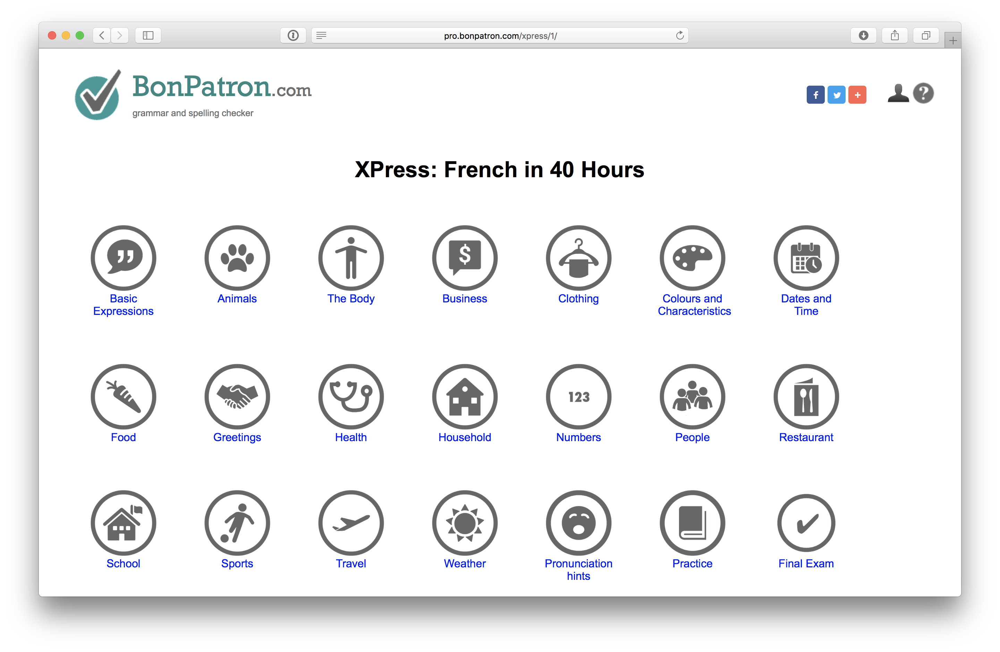 pro.bonpatron.com/xpress/1/
BonPatron.com
grammar and spelling checker
XPress: French in 40 Hours
Basic
Expressions
Animals
The Body
Business
Clothing
Colours and
Characteristics
Dates and
Time
123
Food
Greetings
Health
Household
Numbers
People
Restaurant
School
Sports
Travel
Weather
Pronunciation
hints
Practice
Final Exam